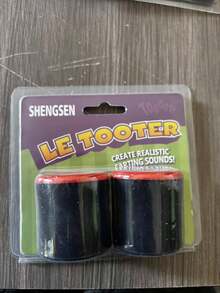 SHENGSEN
LE TOOTER
CREATE REALISTIC
FARTING SOUNDS!